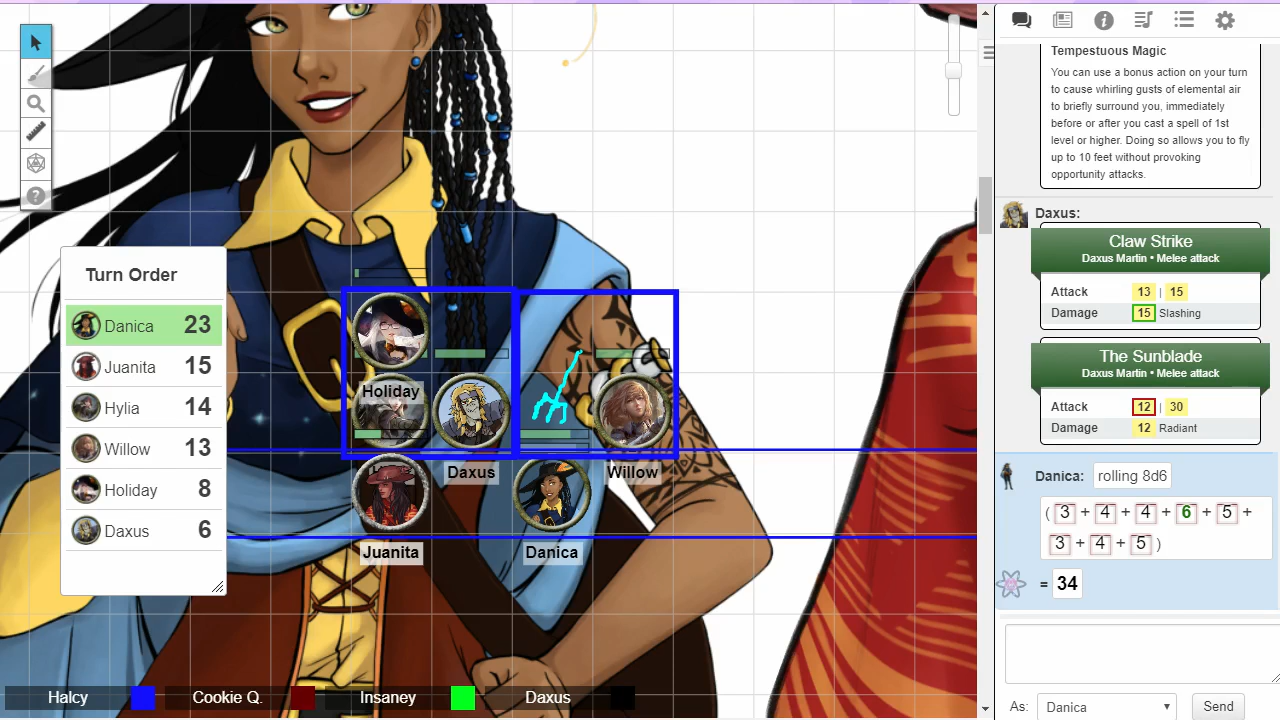 Turn Order
Danica 23
Juanita 15
Hylia 14
Willow 13
Holiday 8
Daxus 6
Holiday
Daxus
Willow
Juanita
Danica
Halcy
Cookie Q.
Insaney
Daxus
Tempestuous Magic
You can use a bonus action on your turn
to cause whirling gusts of elemental air
to briefly surround you, immediately
before or after you cast a spell of 1st
level or higher. Doing so allows you to fly
up to 10 feet without provoking
opportunity attacks.
Daxus:
Claw Strike
Daxus Martin • Melee attack
Attack 13 | 15
Damage 15 Slashing
The Sunblade
Daxus Martin • Melee attack
Attack 12 | 30
Damage 12 Radiant
Danica: rolling 8d6
( 3 + 4 + 4 + 6 + 5 +
3 + 4 + 5 )
= 34
As: Danica Send